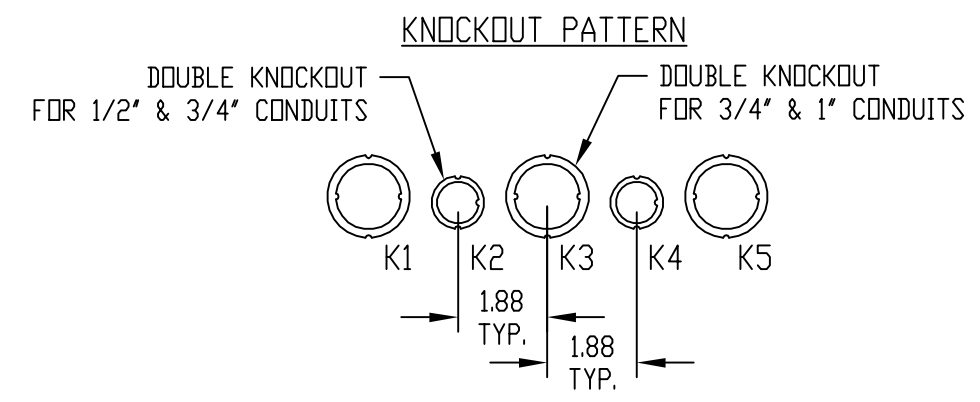 KNOCKOUT PATTERN
DOUBLE KNOCKOUT
FOR 1/2" & 3/4" CONDUITS
DOUBLE KNOCKOUT
FOR 3/4" & 1" CONDUITS
K1 K2 K3 K4 K5
1.88
TYP.
1.88
TYP.